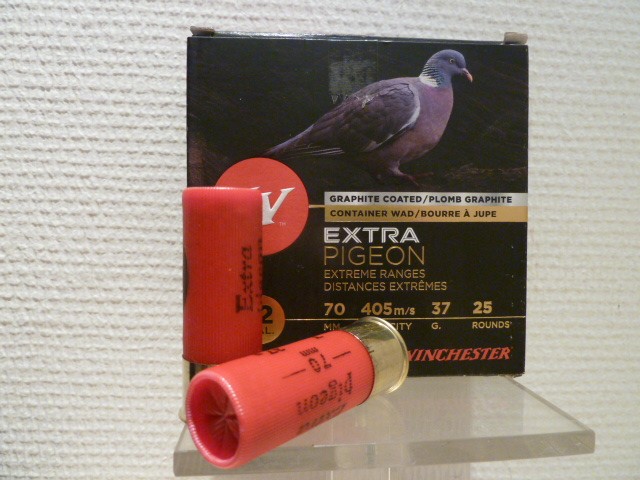 W
GRAPHITE COATED/PLOMB GRAPHITE
CONTAINER WAD/BOURRE À JUPE
EXTRA
PIGEON
EXTREME RANGES
DISTANCES EXTRÊMES
70 405m/s 37 25
G. ROUNDS
WINCHESTER
Extra
70
pigeon